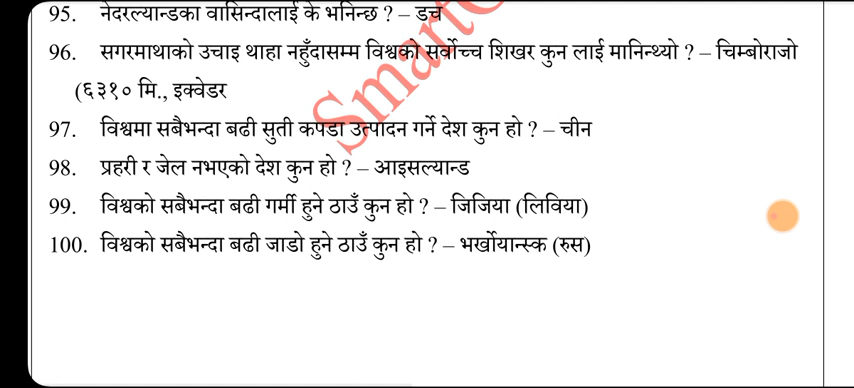 95. नेदरल्यान्डका वासिन्दालाई के भनिन्छ ? – डच
96. सगरमाथाको उचाइ थाहा नहुँदासम्म विश्वको सर्वोच्च शिखर कुन लाई मानिन्थ्यो ? – चिम्बोराजो
(६३१० मि., इक्वेडर
97. विश्वमा सबैभन्दा बढी सुती कपडा उत्पादन गर्ने देश कुन हो ? – चीन
98. प्रहरी र जेल नभएको देश कुन हो ? – आइसल्यान्ड
99. विश्वको सबैभन्दा बढी गर्मी हुने ठाउँ कुन हो ? – जिजिया (लिविया)
100. विश्वको सबैभन्दा बढी जाडो हुने ठाउँ कुन हो ? – भर्खोयान्स्क (रुस)